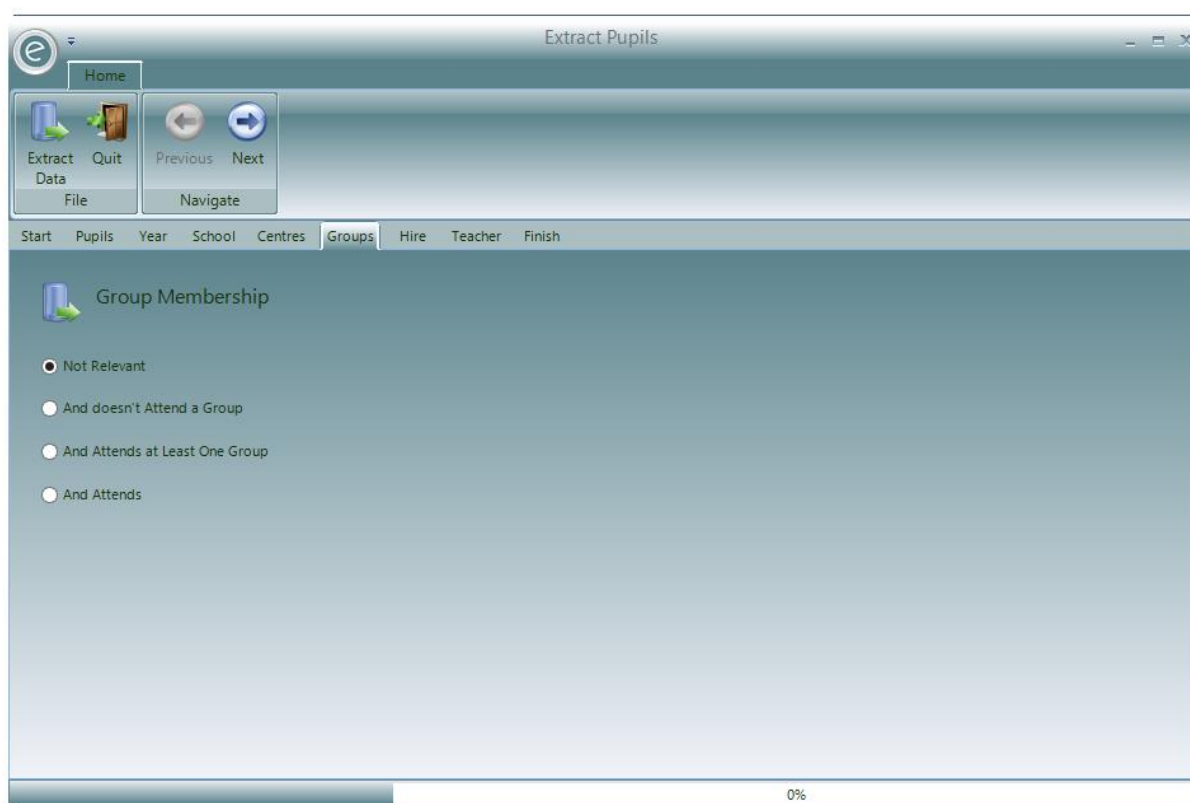 e
Extract Pupils
Home
Extract Data
Quit
Previous
Next
File
Navigate
Start Pupils Year School Centres Groups Hire Teacher Finish
Group Membership
Not Relevant
And doesn't Attend a Group
And Attends at Least One Group
And Attends
0%